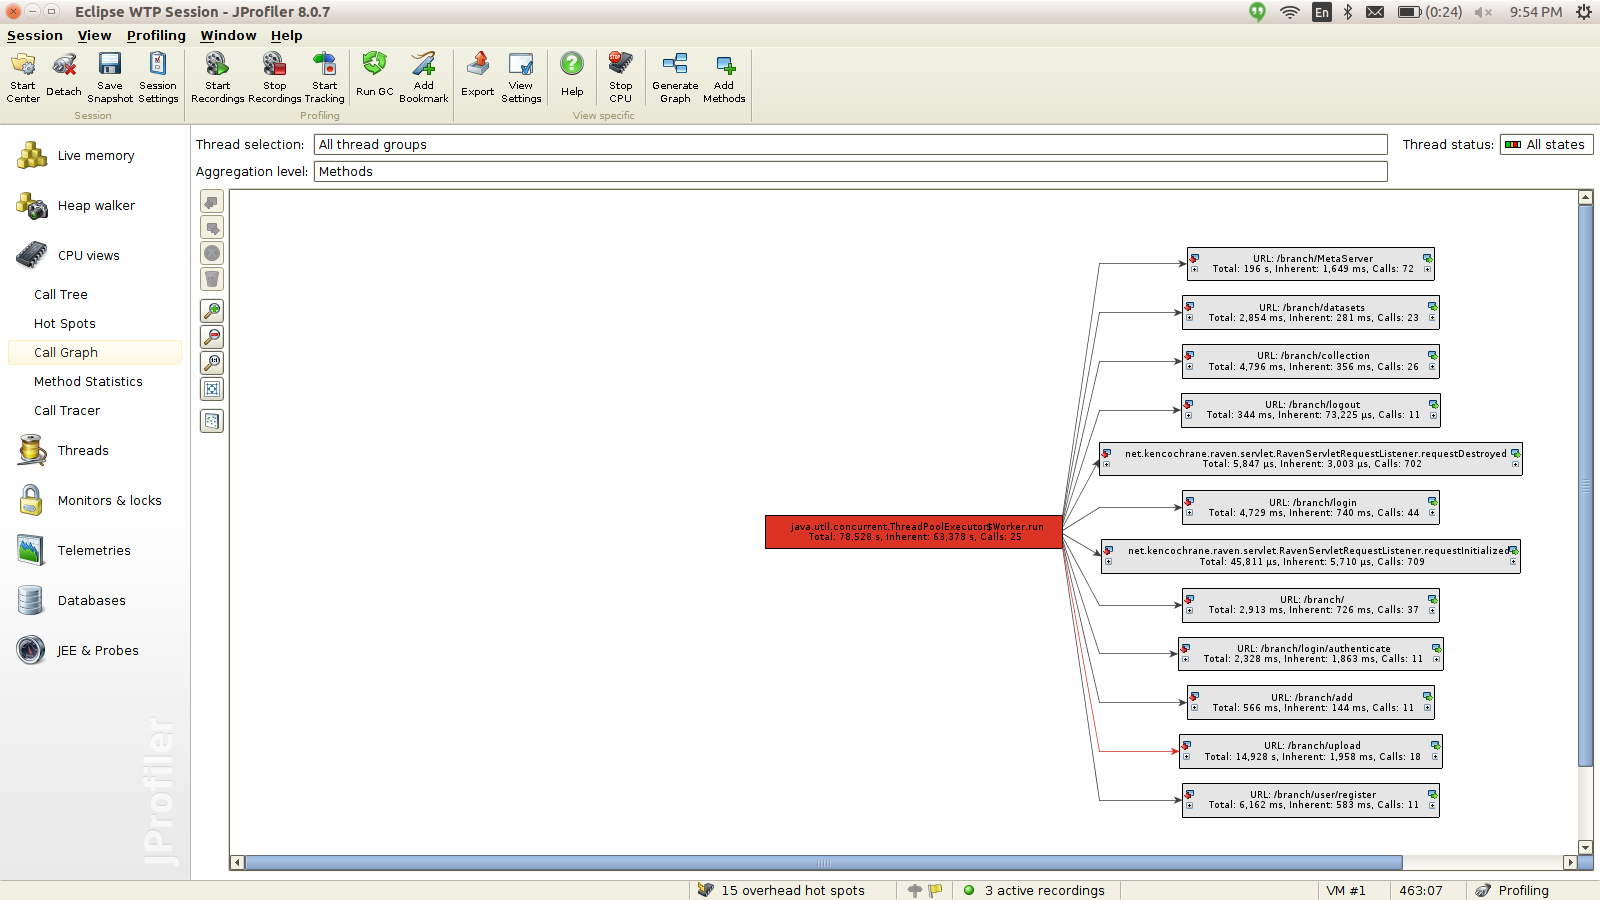 Eclipse WTP Session - JProfiler 8.0.7
En
(0:24)
9:54 PM
Session View Profiling Window Help
Start Center
Detach
Save Snapshot
Session Settings
Start Recordings
Stop Recordings
Start Tracking
Run GC
Add Bookmark
Export
View Settings
Help
STOP
Stop CPU
Generate Graph
Add Methods
Session
Profiling
View specific
Live memory
Heap walker
CPU views
Call Tree
Hot Spots
Call Graph
Method Statistics
Call Tracer
Threads
Monitors & locks
Telemetries
Databases
JEE & Probes
JProfiler
Thread selection: All thread groups
Thread status: All states
Aggregation level: Methods
URL: /branch/MetaServer
Total: 196 s, Inherent: 1,649 ms, Calls: 72
URL: /branch/datasets
Total: 2,854 ms, Inherent: 281 ms, Calls: 23
URL: /branch/collection
Total: 4,796 ms, Inherent: 356 ms, Calls: 26
URL: /branch/logout
Total: 344 ms, Inherent: 73,225 µs, Calls: 11
net.kencochrane.raven.servlet.RavenServletRequestListener.requestDestroyed
Total: 5,847 µs, Inherent: 3,003 µs, Calls: 702
URL: /branch/login
Total: 4,729 ms, Inherent: 740 ms, Calls: 44
java.util.concurrent.ThreadPoolExecutor$Worker.run
Total: 78,528 s, Inherent: 63,378 s, Calls: 25
net.kencochrane.raven.servlet.RavenServletRequestListener.requestInitialized
Total: 45,811 µs, Inherent: 5,710 µs, Calls: 709
URL: /branch/
Total: 2,913 ms, Inherent: 726 ms, Calls: 37
URL: /branch/login/authenticate
Total: 2,328 ms, Inherent: 1,863 ms, Calls: 11
URL: /branch/add
Total: 566 ms, Inherent: 144 ms, Calls: 11
URL: /branch/upload
Total: 14,928 s, Inherent: 1,958 ms, Calls: 18
URL: /branch/user/register
Total: 6,162 ms, Inherent: 583 ms, Calls: 11
15 overhead hot spots
3 active recordings
VM #1
463:07
Profiling